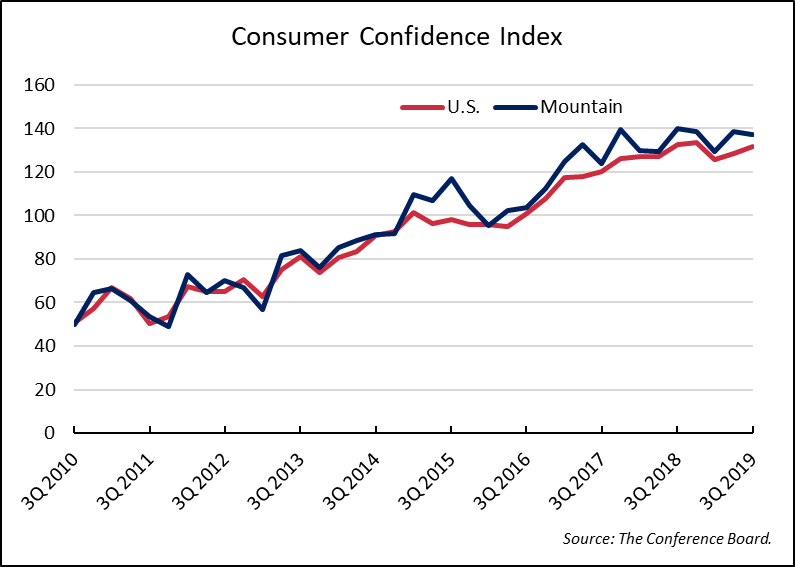 Consumer Confidence Index
160
140
120
100
80
60
40
20
0
U.S. Mountain
3Q 2010
3Q 2011
3Q 2012
3Q 2013
3Q 2014
3Q 2015
3Q 2016
3Q 2017
3Q 2018
3Q 2019
Source: The Conference Board.